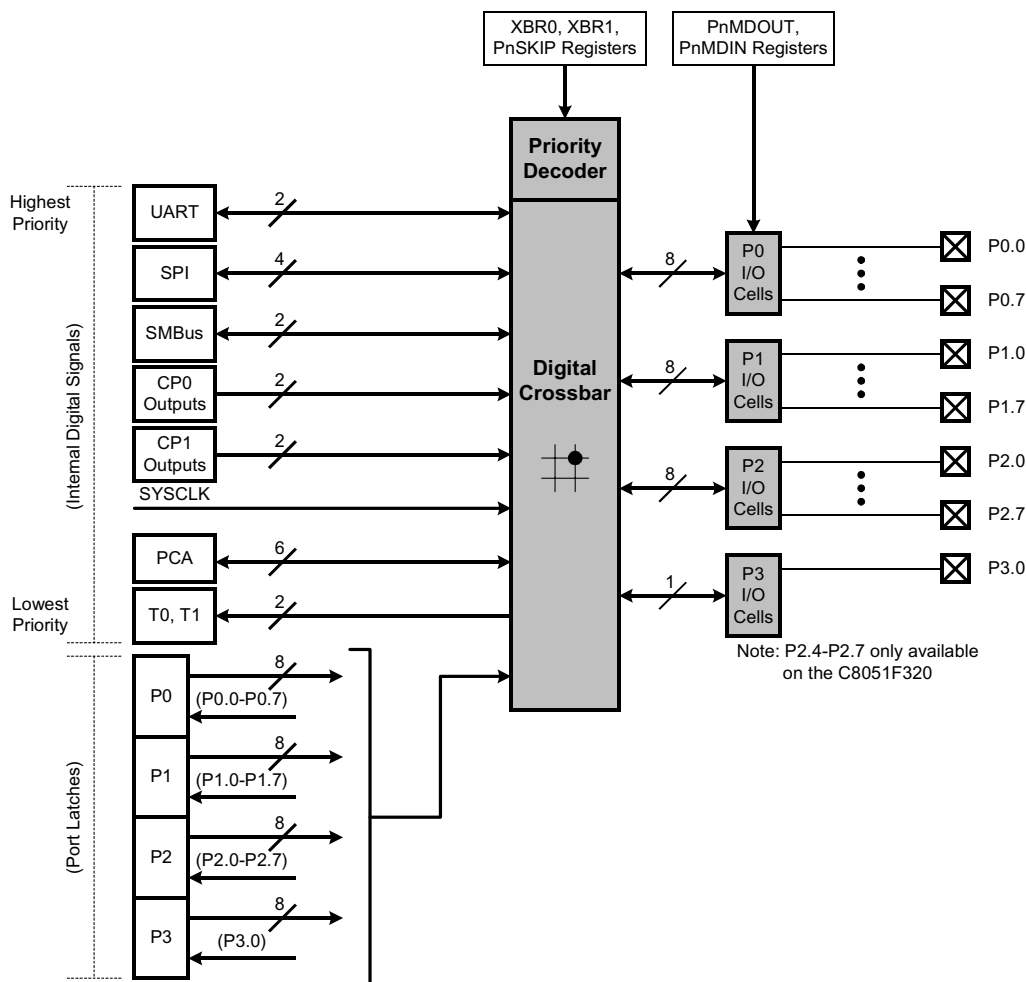 XBR0, XBR1,
PnSKIP Registers
PnMDOUT,
PnMDIN Registers
Priority
Decoder
Highest
Priority
UART
2
SPI
4
SMBus
2
CP0
Outputs
2
CP1
Outputs
2
SYSCLK
PCA
6
Lowest
Priority
T0, T1
2
(Internal Digital Signals)
Digital
Crossbar
8
P0
I/O
Cells
P0.0
P0.7
8
P1
I/O
Cells
P1.0
P1.7
8
P2
I/O
Cells
P2.0
P2.7
1
P3
I/O
Cells
P3.0
Note: P2.4-P2.7 only available
on the C8051F320
(Port Latches)
P0
8
(P0.0-P0.7)
P1
8
(P1.0-P1.7)
P2
8
(P2.0-P2.7)
P3
8
(P3.0)